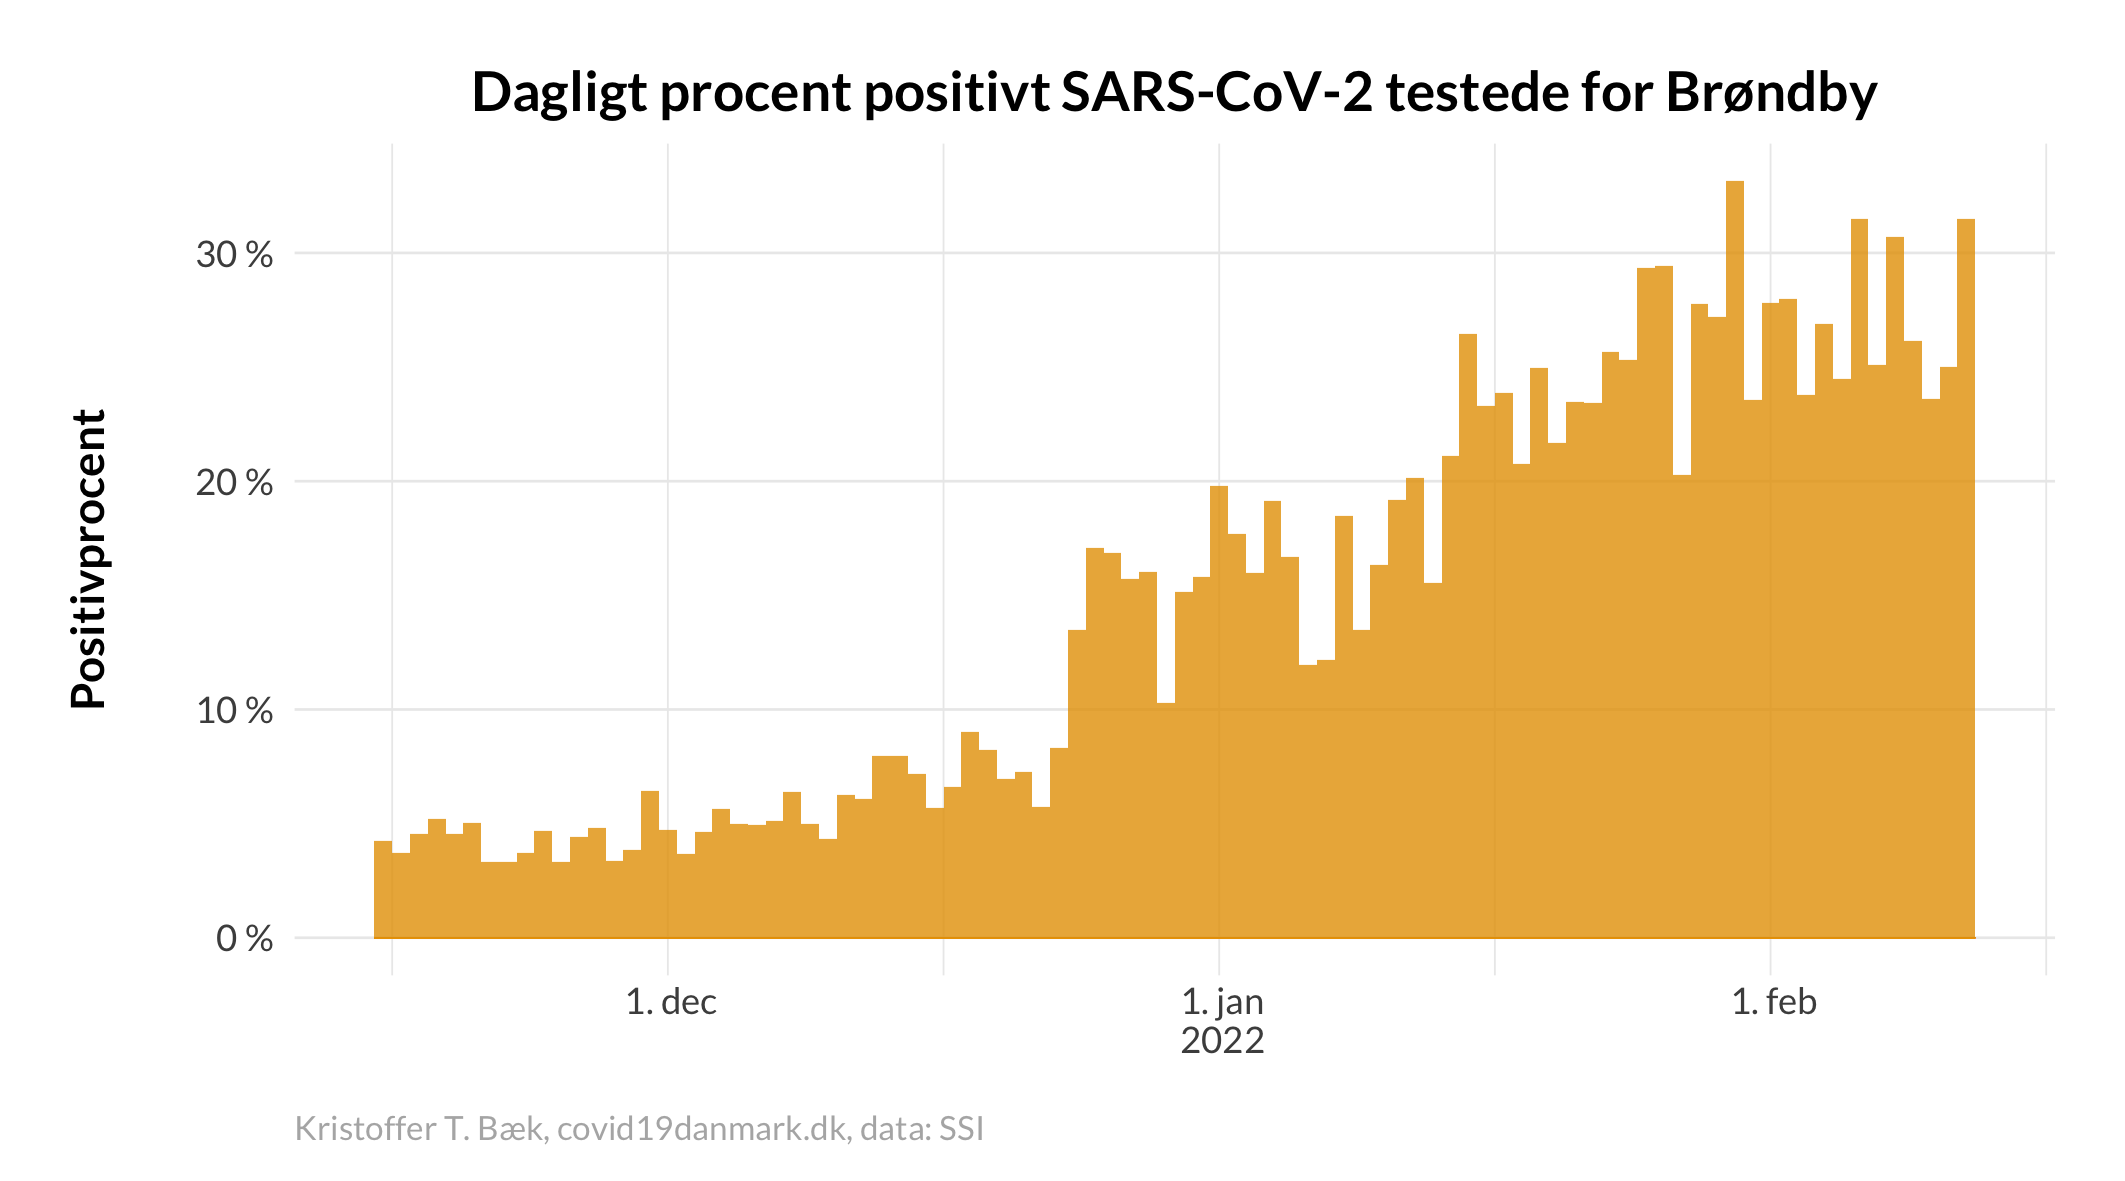 Dagligt procent positivt SARS-CoV-2 testede for Brøndby
Positivprocent
30 %
20 %
10 %
0 %
1. dec
1. jan
2022
1. feb
Kristoffer T. Bæk, covid19danmark.dk, data: SSI